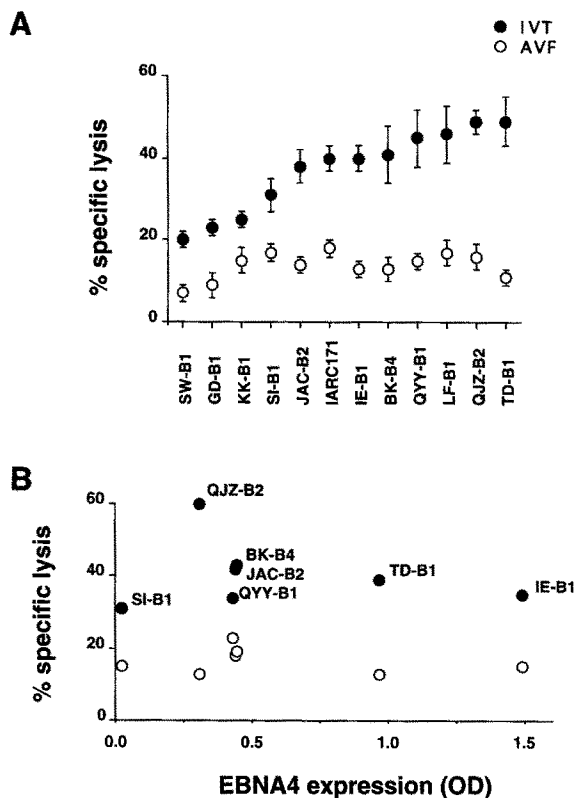 A
IVT
AVF
% specific lysis
60
40
20
0
SW-B1
GD-B1
KK-B1
SI-B1
JAC-B2
IARC171
IE-B1
BK-B4
QYY-B1
LF-B1
QJZ-B2
TD-B1
B
% specific lysis
60
40
20
0
QJZ-B2
BK-B4
JAC-B2
QYY-B1
SI-B1
TD-B1
IE-B1
0.0 0.5 1.0 1.5
EBNA4 expression (OD)